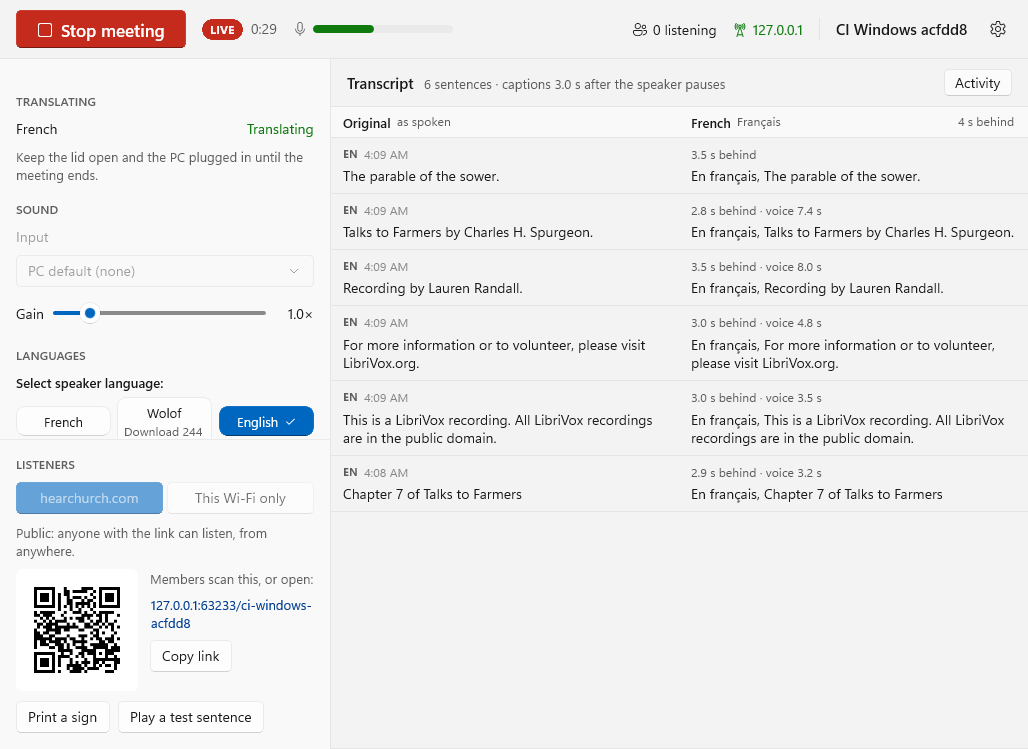 Stop meeting
LIVE 0:29
0 listening
127.0.0.1
CI Windows acfdd8
TRANSLATING
French Translating
Keep the lid open and the PC plugged in until the
meeting ends.
SOUND
Input
PC default (none)
Gain 1.0×
LANGUAGES
Select speaker language:
French
Wolof
Download 244
English
LISTENERS
hearchurch.com
This Wi-Fi only
Public: anyone with the link can listen, from
anywhere.
Members scan this, or open:
127.0.0.1:63233/ci-windows-
acfdd8
Copy link
Print a sign
Play a test sentence
Transcript 6 sentences · captions 3.0 s after the speaker pauses
Activity
Original as spoken
French Français 4 s behind
EN 4:09 AM
The parable of the sower.
3.5 s behind
En français, The parable of the sower.
EN 4:09 AM
Talks to Farmers by Charles H. Spurgeon.
2.8 s behind · voice 7.4 s
En français, Talks to Farmers by Charles H. Spurgeon.
EN 4:09 AM
Recording by Lauren Randall.
3.5 s behind · voice 8.0 s
En français, Recording by Lauren Randall.
EN 4:09 AM
For more information or to volunteer, please visit
LibriVox.org.
3.0 s behind · voice 4.8 s
En français, For more information or to volunteer,
please visit LibriVox.org.
EN 4:09 AM
This is a LibriVox recording. All LibriVox recordings
are in the public domain.
3.0 s behind · voice 3.5 s
En français, This is a LibriVox recording. All LibriVox
recordings are in the public domain.
EN 4:08 AM
Chapter 7 of Talks to Farmers
2.9 s behind · voice 3.2 s
En français, Chapter 7 of Talks to Farmers